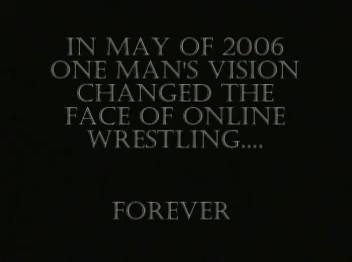 IN MAY OF 2006
ONE MAN'S VISION
CHANGED THE
FACE OF ONLINE
WRESTLING....
FOREVER